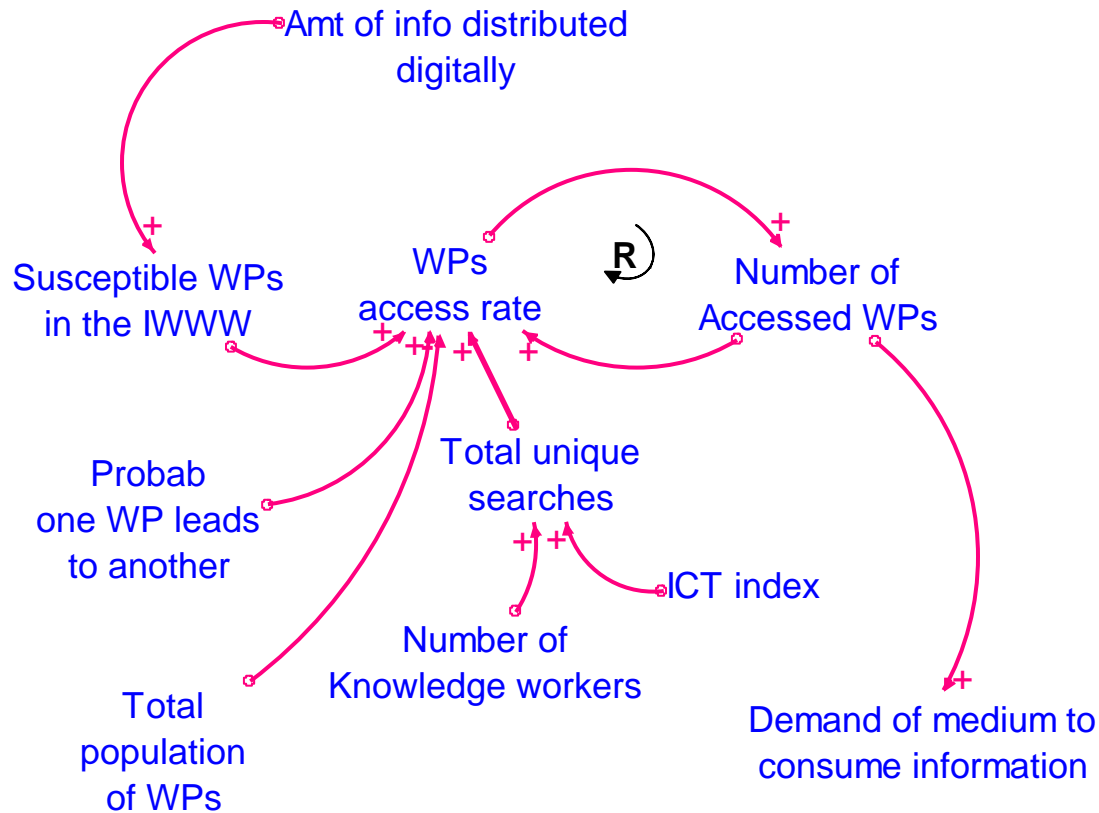 Amt of info distributed
digitally
+
+
Susceptible WPs
in the IWWW
WPs
access rate
R
Number of
Accessed WPs
+
+
-
+
+
Probab
one WP leads
to another
Total unique
searches
+
+
ICT index
Number of
Knowledge workers
Total
population
of WPs
+
Demand of medium to
consume information